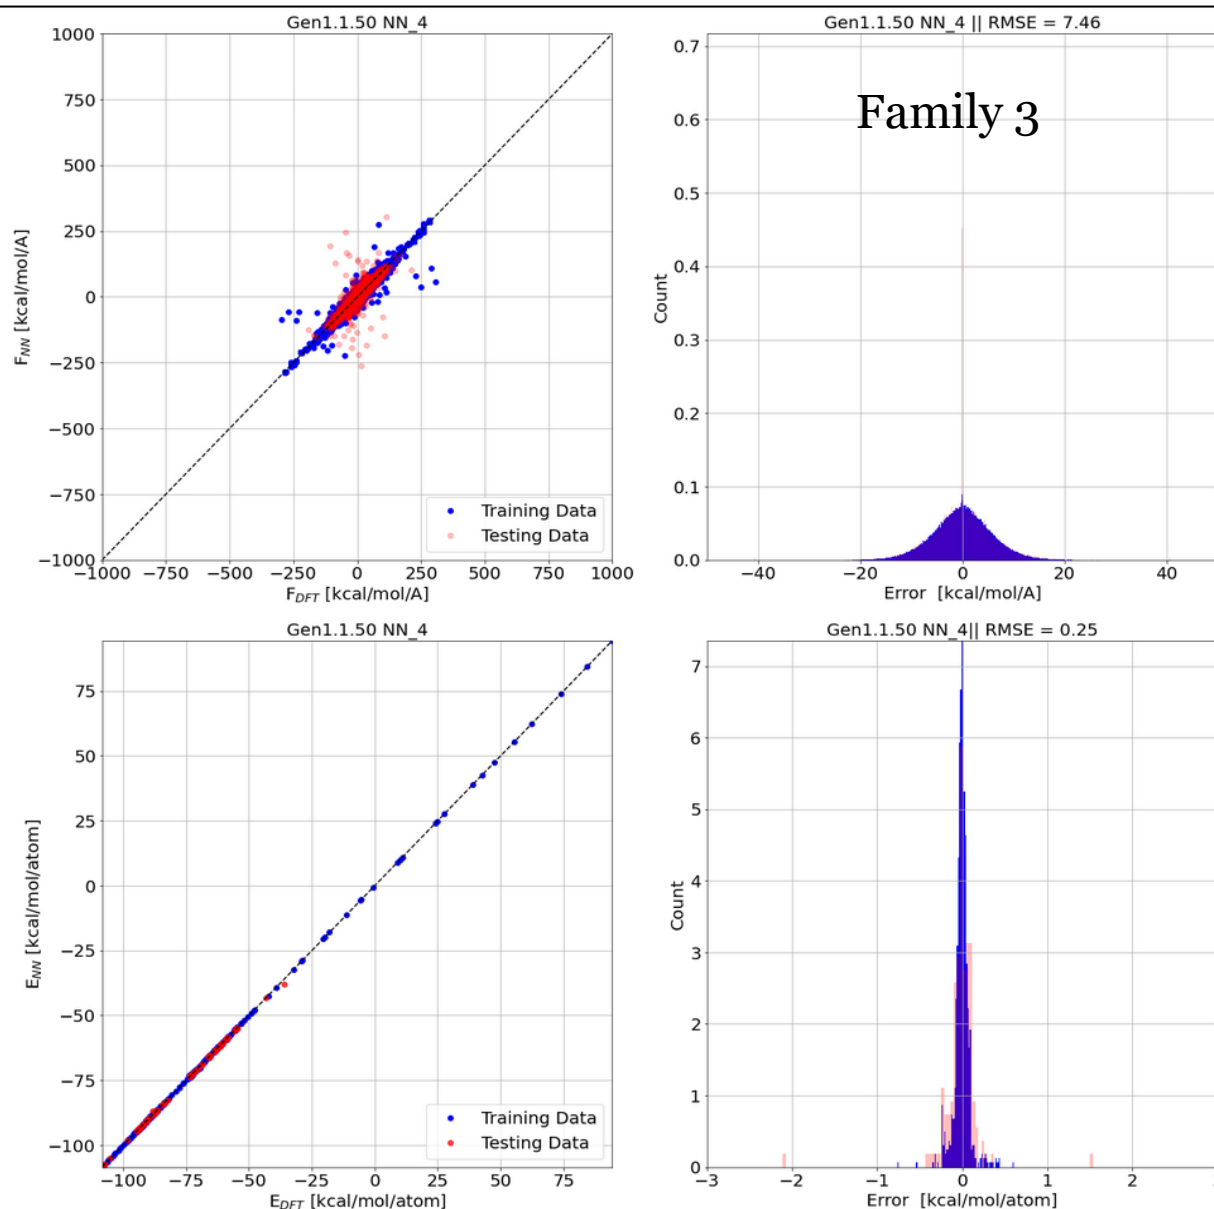 Gen1.1.50 NN_4
1000
750
500
250
0
−250
−500
−750
−1000
F_NN [kcal/mol/A]
−1000 −750 −500 −250 0 250 500 750 1000
F_DFT [kcal/mol/A]
Training Data
Testing Data
Gen1.1.50 NN_4 || RMSE = 7.46
Family 3
0.7
0.6
0.5
0.4
0.3
0.2
0.1
0.0
Count
−40 −20 0 20 40
Error [kcal/mol/A]
Gen1.1.50 NN_4
75
50
25
0
−25
−50
−75
−100
E_NN [kcal/mol/atom]
−100 −75 −50 −25 0 25 50 75
E_DFT [kcal/mol/atom]
Training Data
Testing Data
Gen1.1.50 NN_4|| RMSE = 0.25
7
6
5
4
3
2
1
0
Count
−3 −2 −1 0 1 2
Error [kcal/mol/atom]